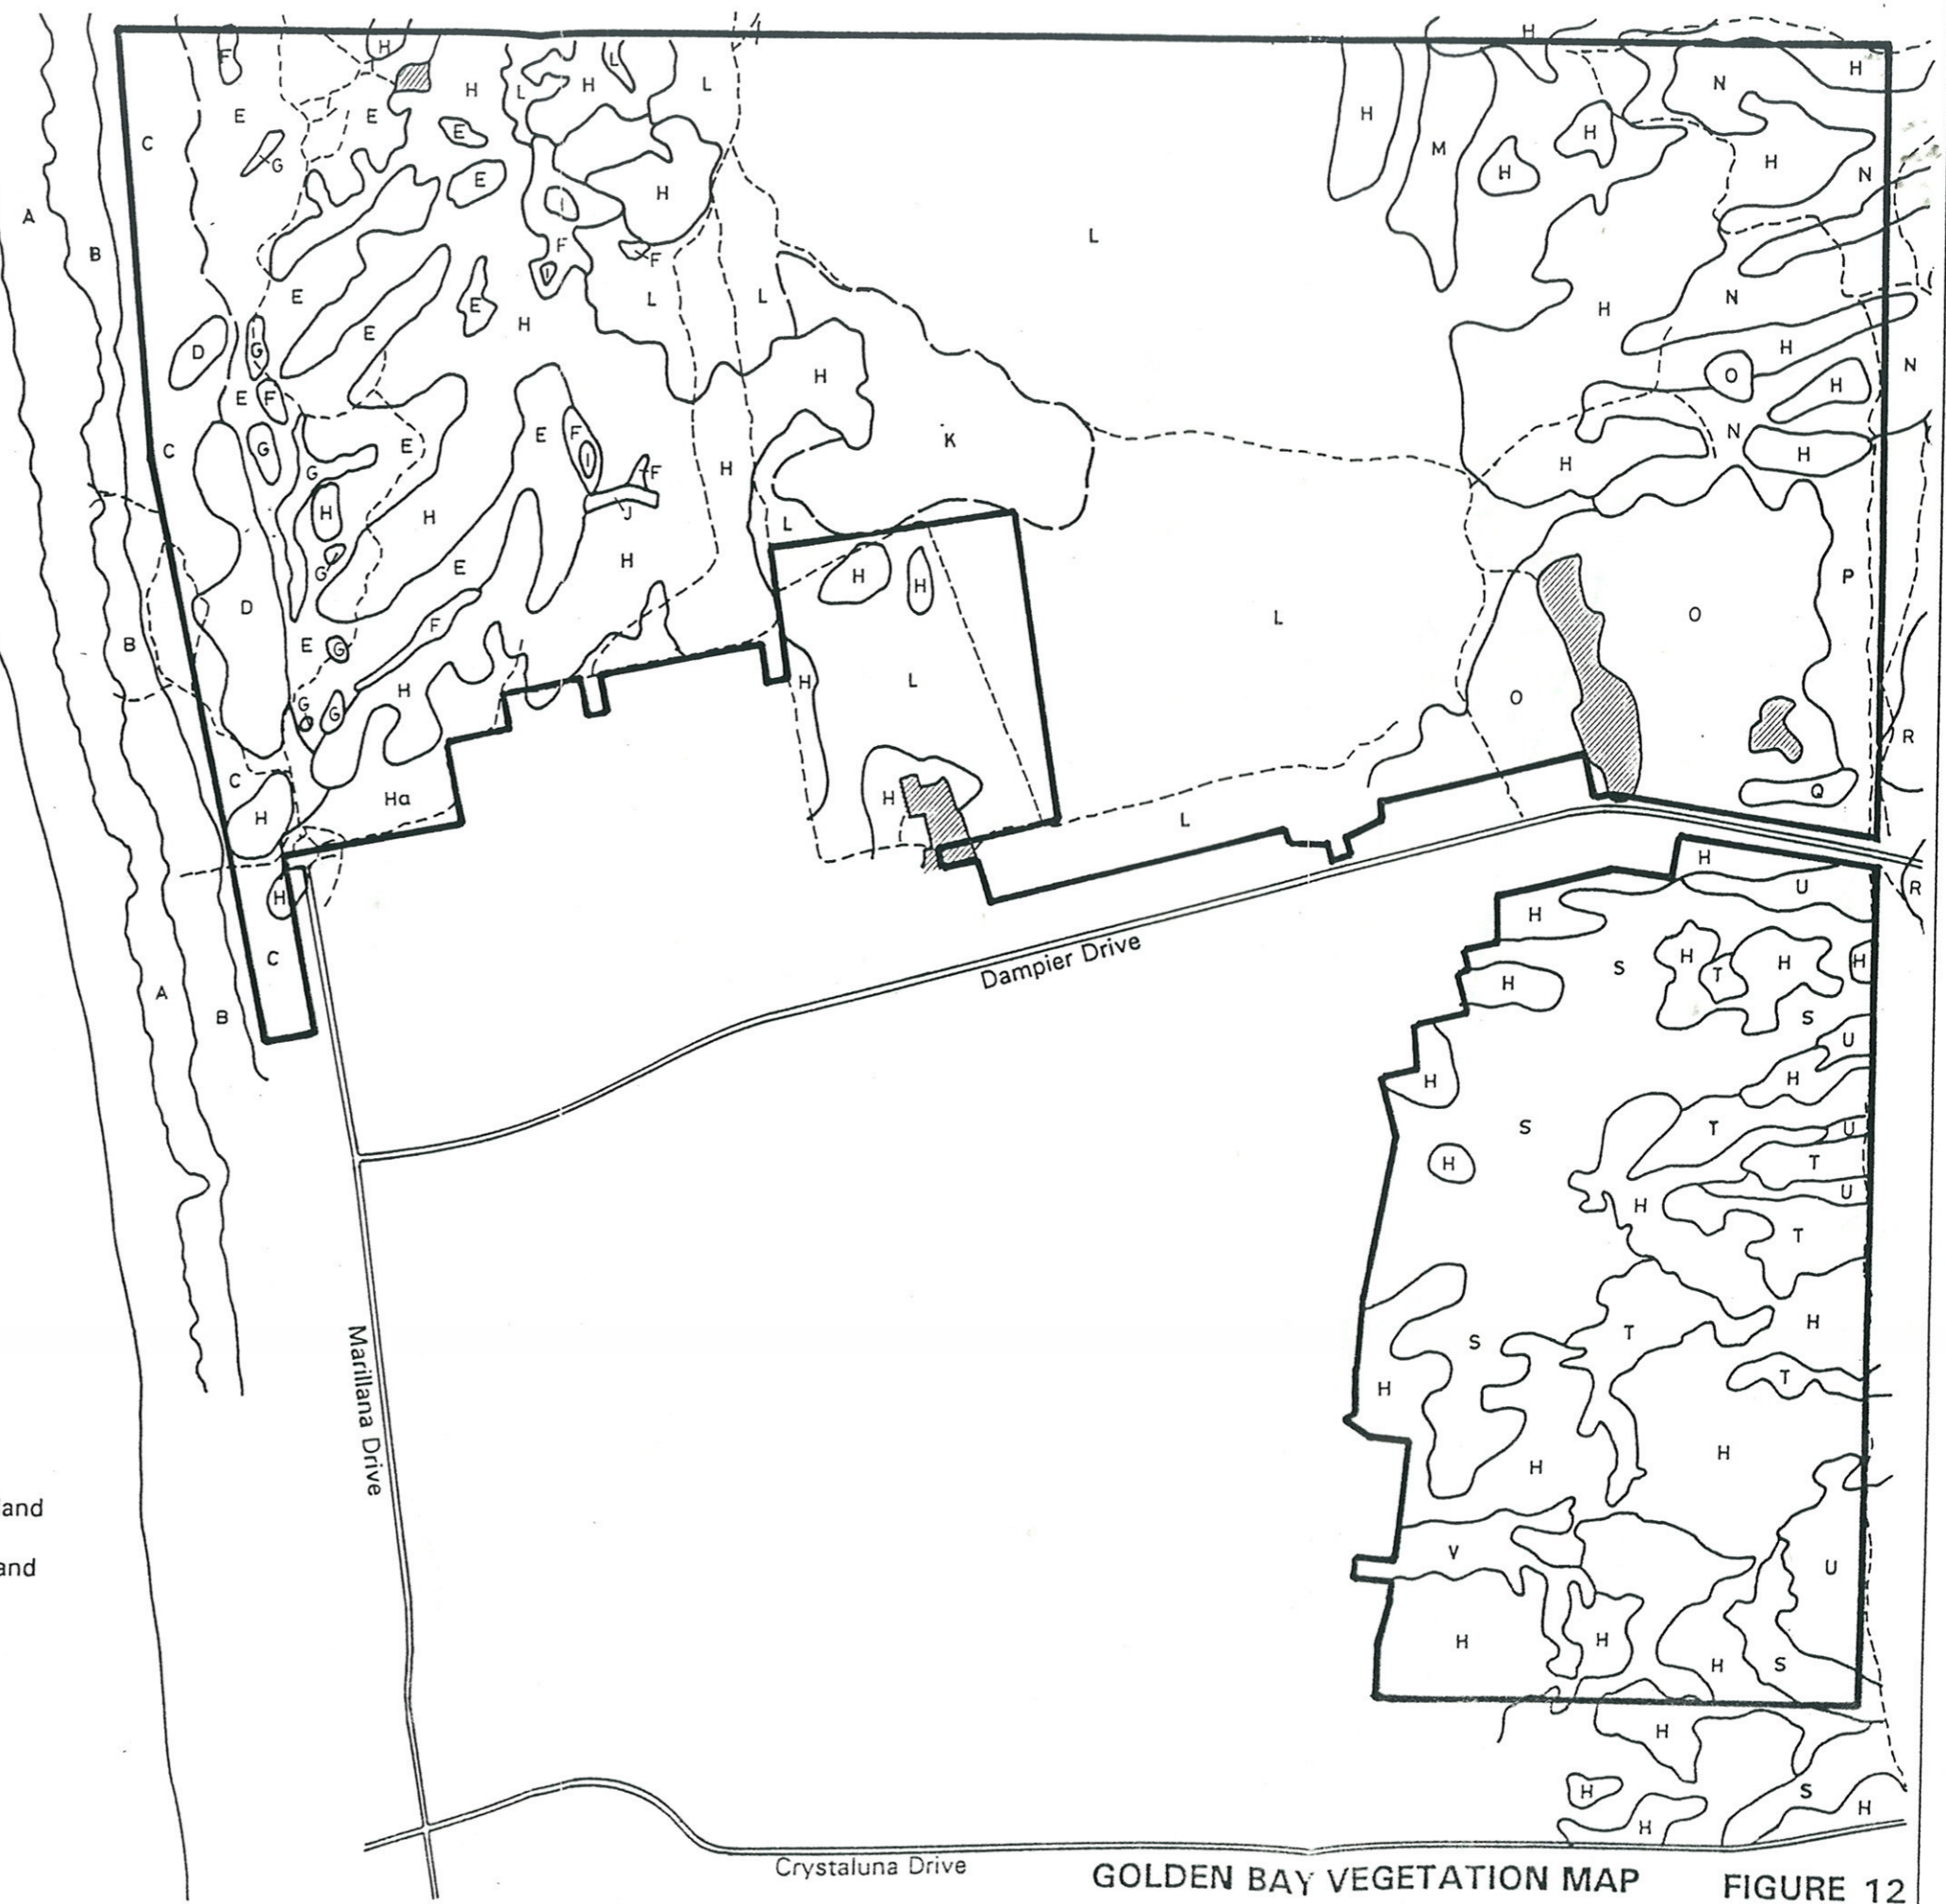 F H H
E E H L H L L H M H H N H
C G E E H H H N
A I
B F F L H N
E L L H N
E E H
D G H H O H N
E F K
C G E E F H N H
G F H L
H H J
G E H H H P
D L O
B E G F L
H H O
G G R
C Ha H Q
H L
H H U R
C H S H T H H
Dampier Drive
A H S
B U
H H
S T U
H T
U
H T
Marillana Drive
S T H
H T
H H
and
V U
and
H H H S
H
H S
H H
Crystaluna Drive
GOLDEN BAY VEGETATION MAP FIGURE 12